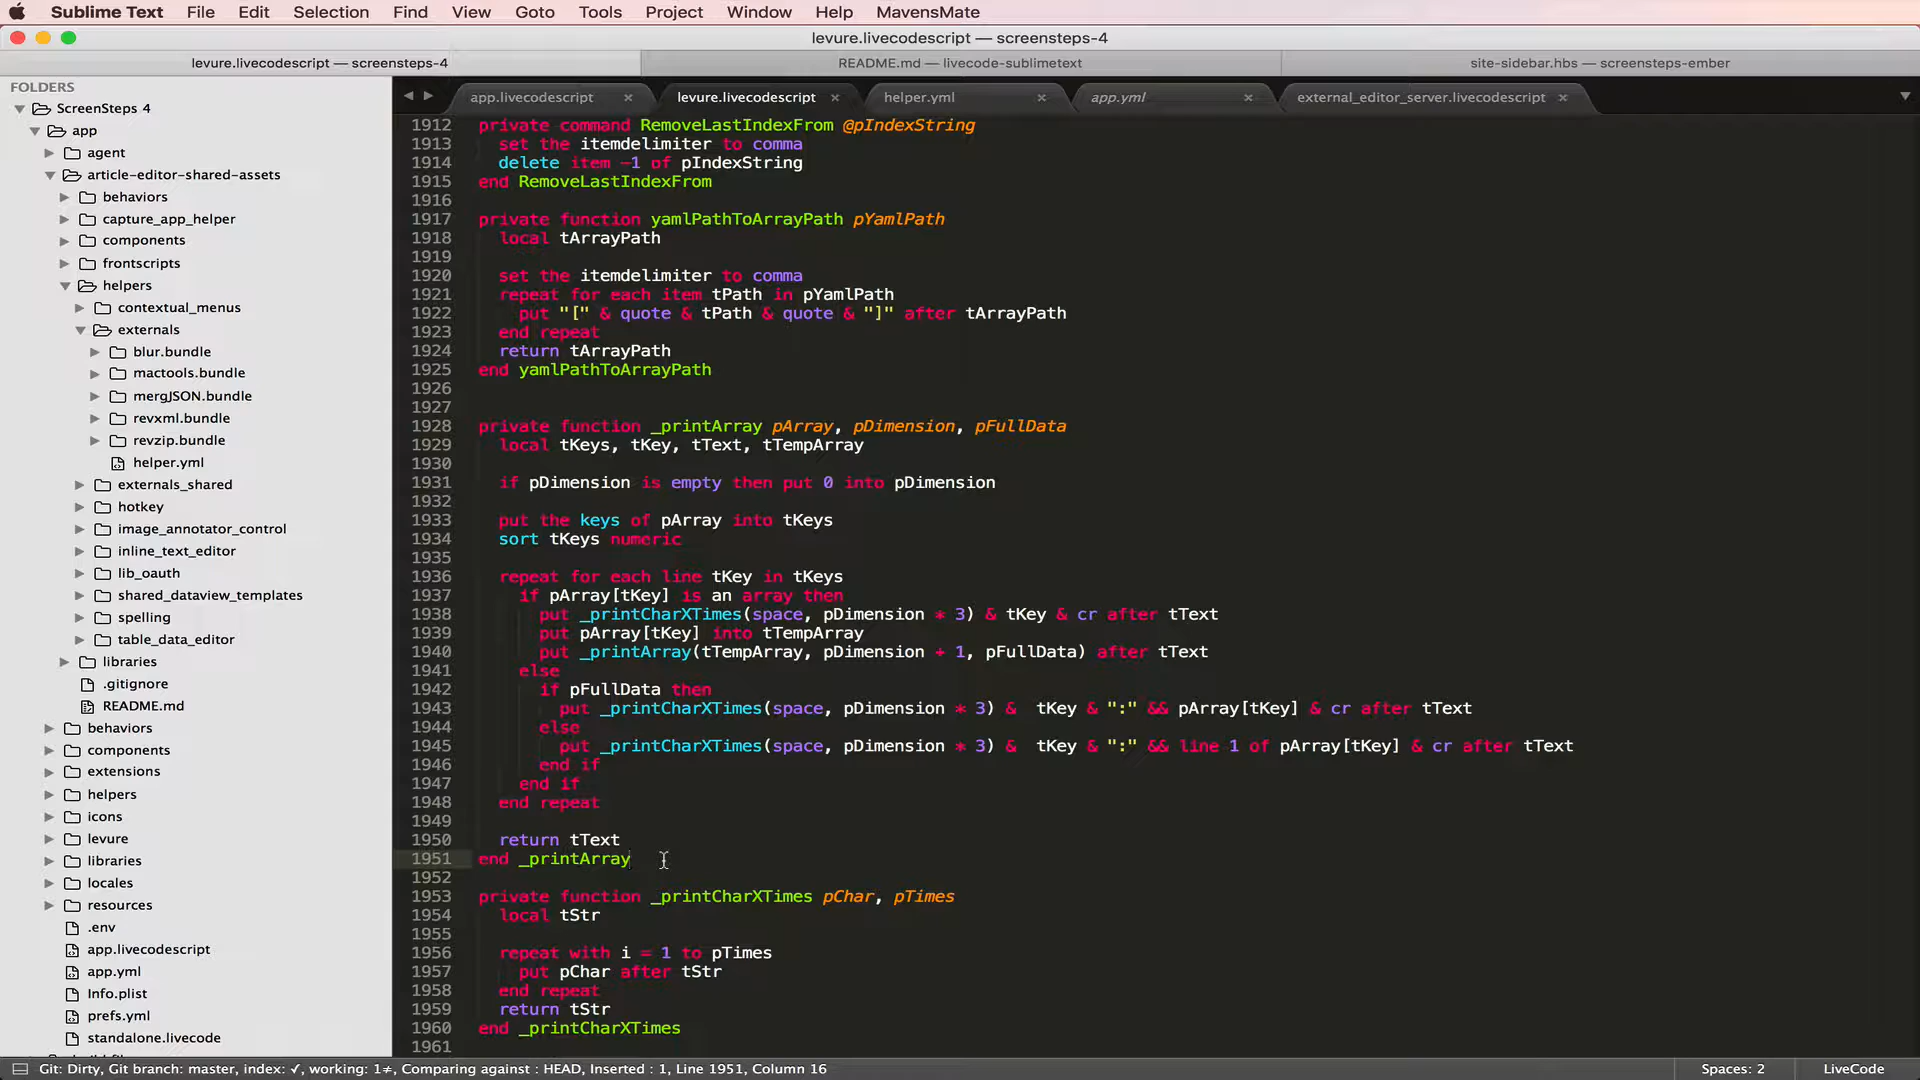 Sublime Text File Edit Selection Find View Goto Tools Project Window Help MavensMate
levure.livecodescript — screensteps-4
levure.livecodescript — screensteps-4 README.md — livecode-sublimetext site-sidebar.hbs — screensteps-ember
FOLDERS
ScreenSteps 4
app
agent
article-editor-shared-assets
behaviors
capture_app_helper
components
frontscripts
helpers
contextual_menus
externals
blur.bundle
mactools.bundle
mergJSON.bundle
revxml.bundle
revzip.bundle
helper.yml
externals_shared
hotkey
image_annotator_control
inline_text_editor
lib_oauth
shared_dataview_templates
spelling
table_data_editor
libraries
.gitignore
README.md
behaviors
components
extensions
helpers
icons
levure
libraries
locales
resources
.env
app.livecodescript
app.yml
Info.plist
prefs.yml
standalone.livecode
app.livecodescript × levure.livecodescript × helper.yml × app.yml × external_editor_server.livecodescript ×
1912 private command RemoveLastIndexFrom @pIndexString
1913 set the itemdelimiter to comma
1914 delete item -1 of pIndexString
1915 end RemoveLastIndexFrom
1916
1917 private function yamlPathToArrayPath pYamlPath
1918 local tArrayPath
1919
1920 set the itemdelimiter to comma
1921 repeat for each item tPath in pYamlPath
1922 put "[" & quote & tPath & quote & "]" after tArrayPath
1923 end repeat
1924 return tArrayPath
1925 end yamlPathToArrayPath
1926
1927
1928 private function _printArray pArray, pDimension, pFullData
1929 local tKeys, tKey, tText, tTempArray
1930
1931 if pDimension is empty then put 0 into pDimension
1932
1933 put the keys of pArray into tKeys
1934 sort tKeys numeric
1935
1936 repeat for each line tKey in tKeys
1937 if pArray[tKey] is an array then
1938 put _printCharXTimes(space, pDimension * 3) & tKey & cr after tText
1939 put pArray[tKey] into tTempArray
1940 put _printArray(tTempArray, pDimension + 1, pFullData) after tText
1941 else
1942 if pFullData then
1943 put _printCharXTimes(space, pDimension * 3) &  tKey & ":" && pArray[tKey] & cr after tText
1944 else
1945 put _printCharXTimes(space, pDimension * 3) &  tKey & ":" && line 1 of pArray[tKey] & cr after tText
1946 end if
1947 end if
1948 end repeat
1949
1950 return tText
1951 end _printArray
1952
1953 private function _printCharXTimes pChar, pTimes
1954 local tStr
1955
1956 repeat with i = 1 to pTimes
1957 put pChar after tStr
1958 end repeat
1959 return tStr
1960 end _printCharXTimes
1961
Git: Dirty, Git branch: master, index: ✓, working: 1≠, Comparing against : HEAD, Inserted : 1, Line 1951, Column 16 Spaces: 2 LiveCode